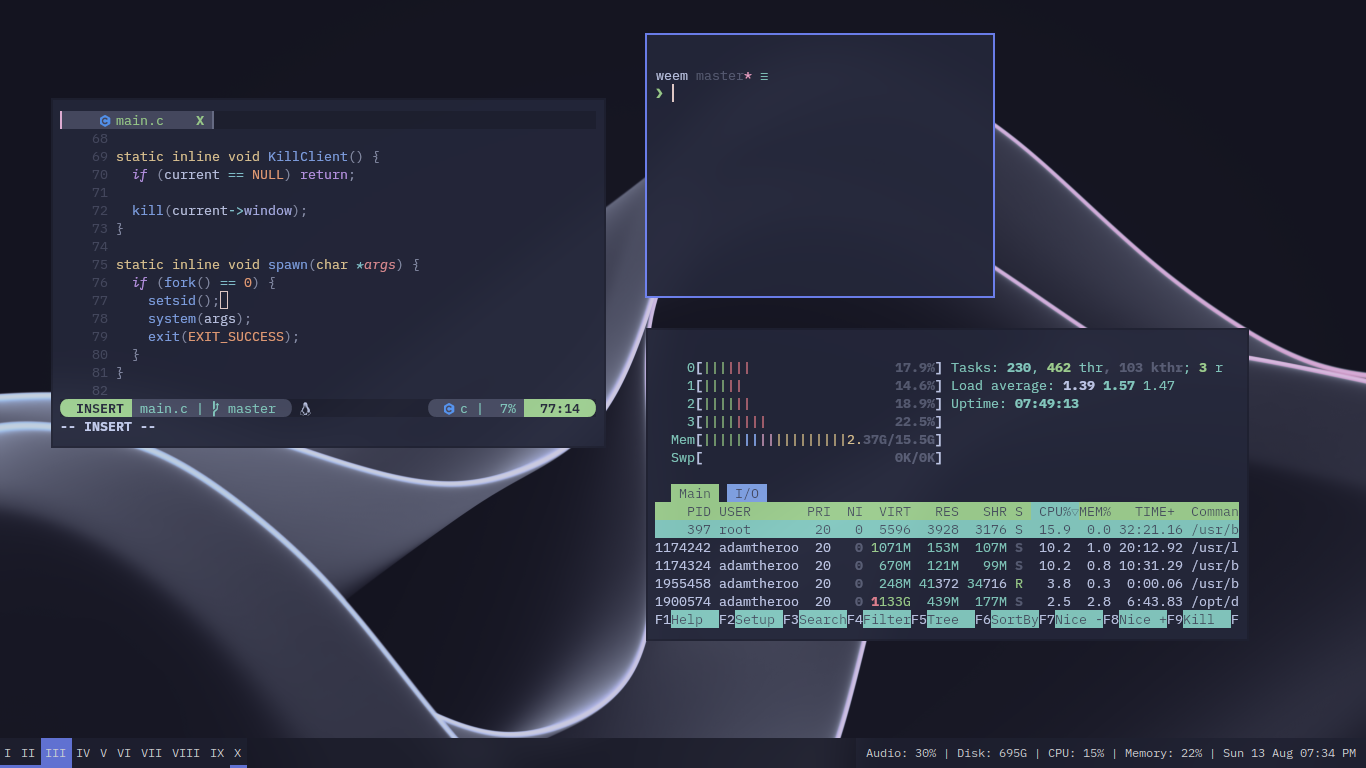 main.c X
68
69 static inline void KillClient() {
70 if (current == NULL) return;
71
72 kill(current->window);
73 }
74
75 static inline void spawn(char *args) {
76 if (fork() == 0) {
77 setsid();
78 system(args);
79 exit(EXIT_SUCCESS);
80 }
81 }
82
INSERT main.c | master c | 7% 77:14
-- INSERT --
weem master* ≡
❯
0[||||||17.9%] Tasks: 230, 462 thr, 103 kthr; 3 r
1[|||||14.6%] Load average: 1.39 1.57 1.47
2[||||||18.9%] Uptime: 07:49:13
3[||||||||22.5%]
Mem[||||||||||||||||||2.37G/15.5G]
Swp[0K/0K]
Main I/O
PID USER PRI NI VIRT RES SHR S CPU%▽MEM% TIME+ Comman
397 root 20 0 5596 3928 3176 S 15.9 0.0 32:21.16 /usr/b
1174242 adamtheroo 20 0 1071M 153M 107M S 10.2 1.0 20:12.92 /usr/l
1174324 adamtheroo 20 0 670M 121M 99M S 10.2 0.8 10:31.29 /usr/b
1955458 adamtheroo 20 0 248M 41372 34716 R 3.8 0.3 0:00.06 /usr/b
1900574 adamtheroo 20 0 1133G 439M 177M S 2.5 2.8 6:43.83 /opt/d
F1Help F2Setup F3SearchF4FilterF5Tree F6SortByF7Nice -F8Nice +F9Kill F
I II III IV V VI VII VIII IX X
Audio: 30% | Disk: 695G | CPU: 15% | Memory: 22% | Sun 13 Aug 07:34 PM